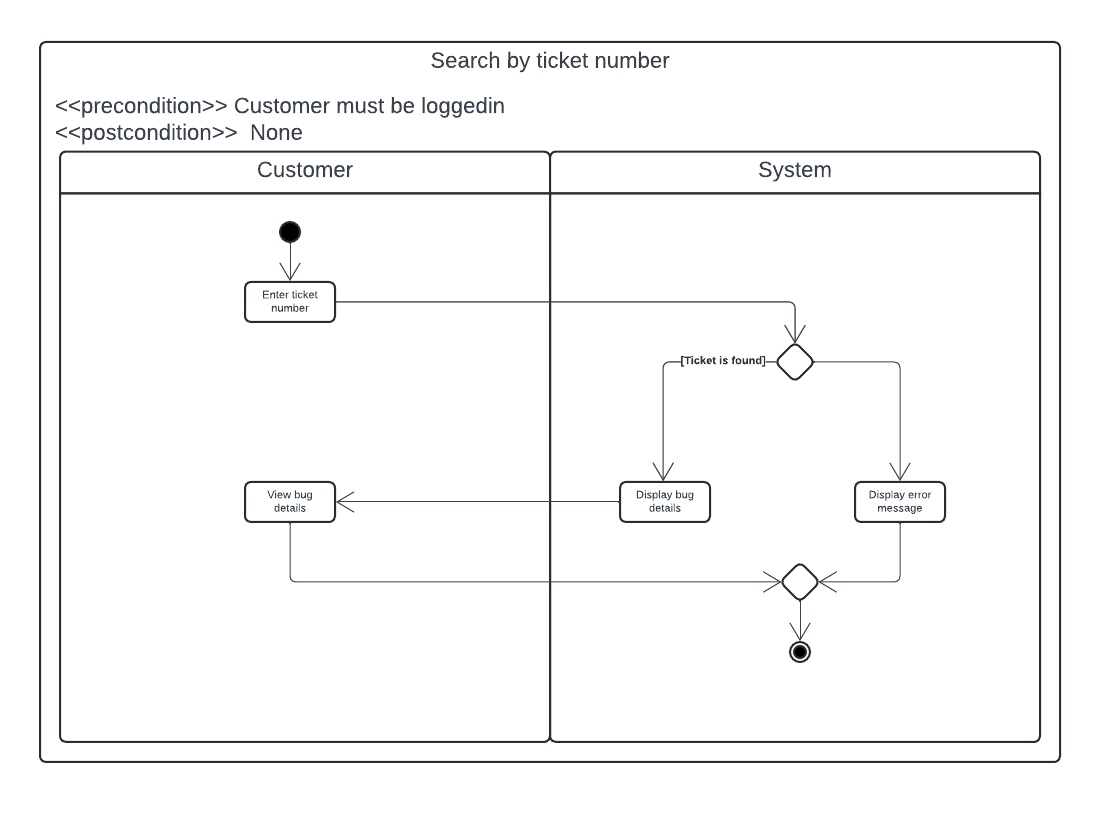 Search by ticket number
<<precondition>> Customer must be loggedin
<<postcondition>>  None
Customer
System
Enter ticket
number
[Ticket is found]
View bug
details
Display bug
details
Display error
message